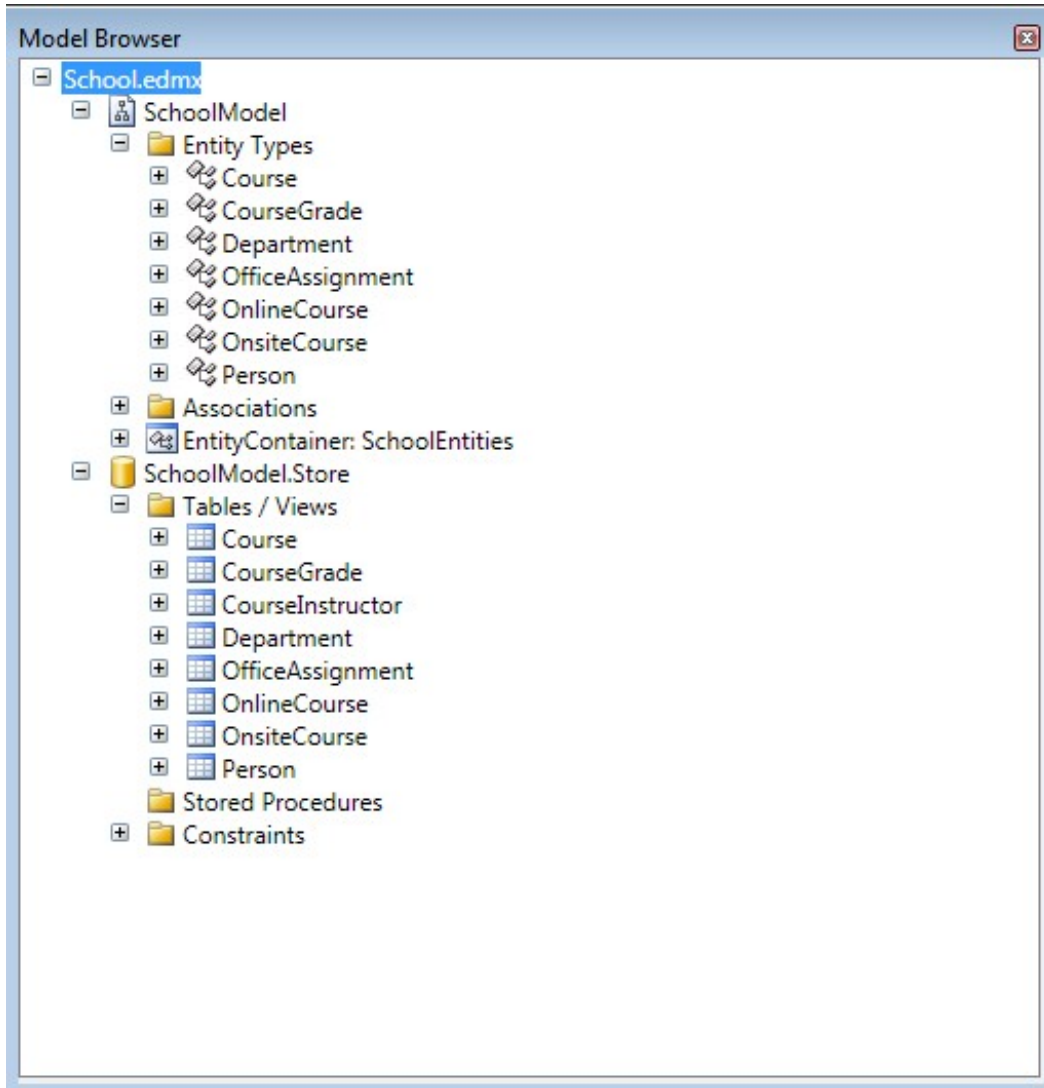 Model Browser
School.edmx
SchoolModel
Entity Types
Course
CourseGrade
Department
OfficeAssignment
OnlineCourse
OnsiteCourse
Person
Associations
EntityContainer: SchoolEntities
SchoolModel.Store
Tables / Views
Course
CourseGrade
CourseInstructor
Department
OfficeAssignment
OnlineCourse
OnsiteCourse
Person
Stored Procedures
Constraints